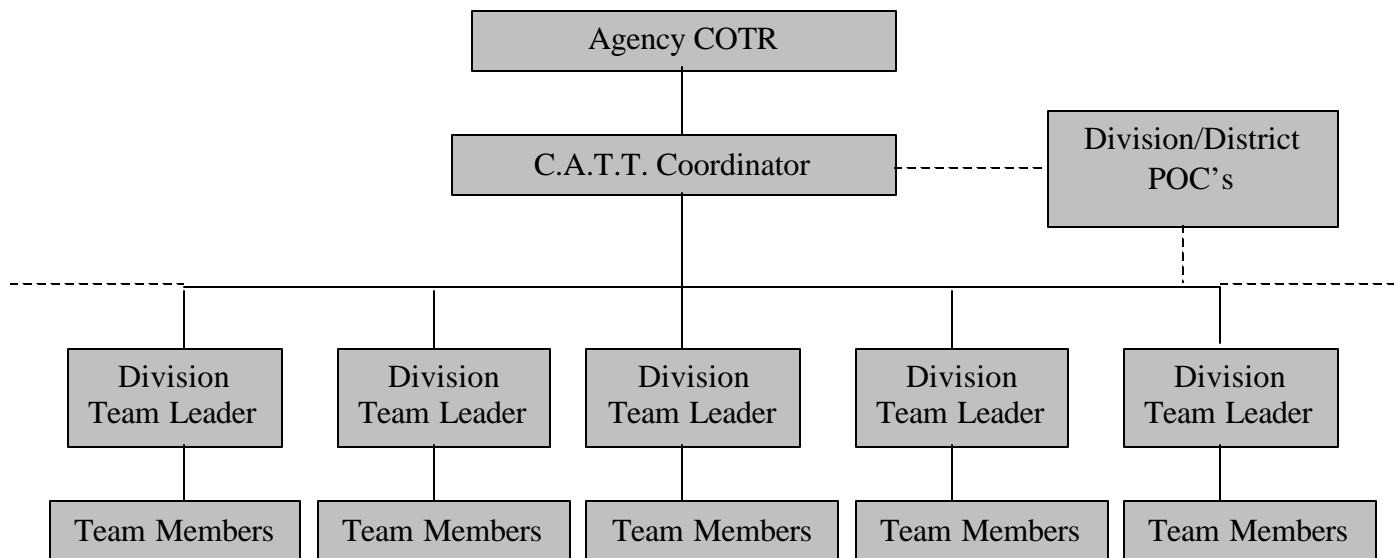 Agency COTR
C.A.T.T. Coordinator
Division/District
POC’s
Division
Team Leader
Division
Team Leader
Division
Team Leader
Division
Team Leader
Division
Team Leader
Team Members
Team Members
Team Members
Team Members
Team Members